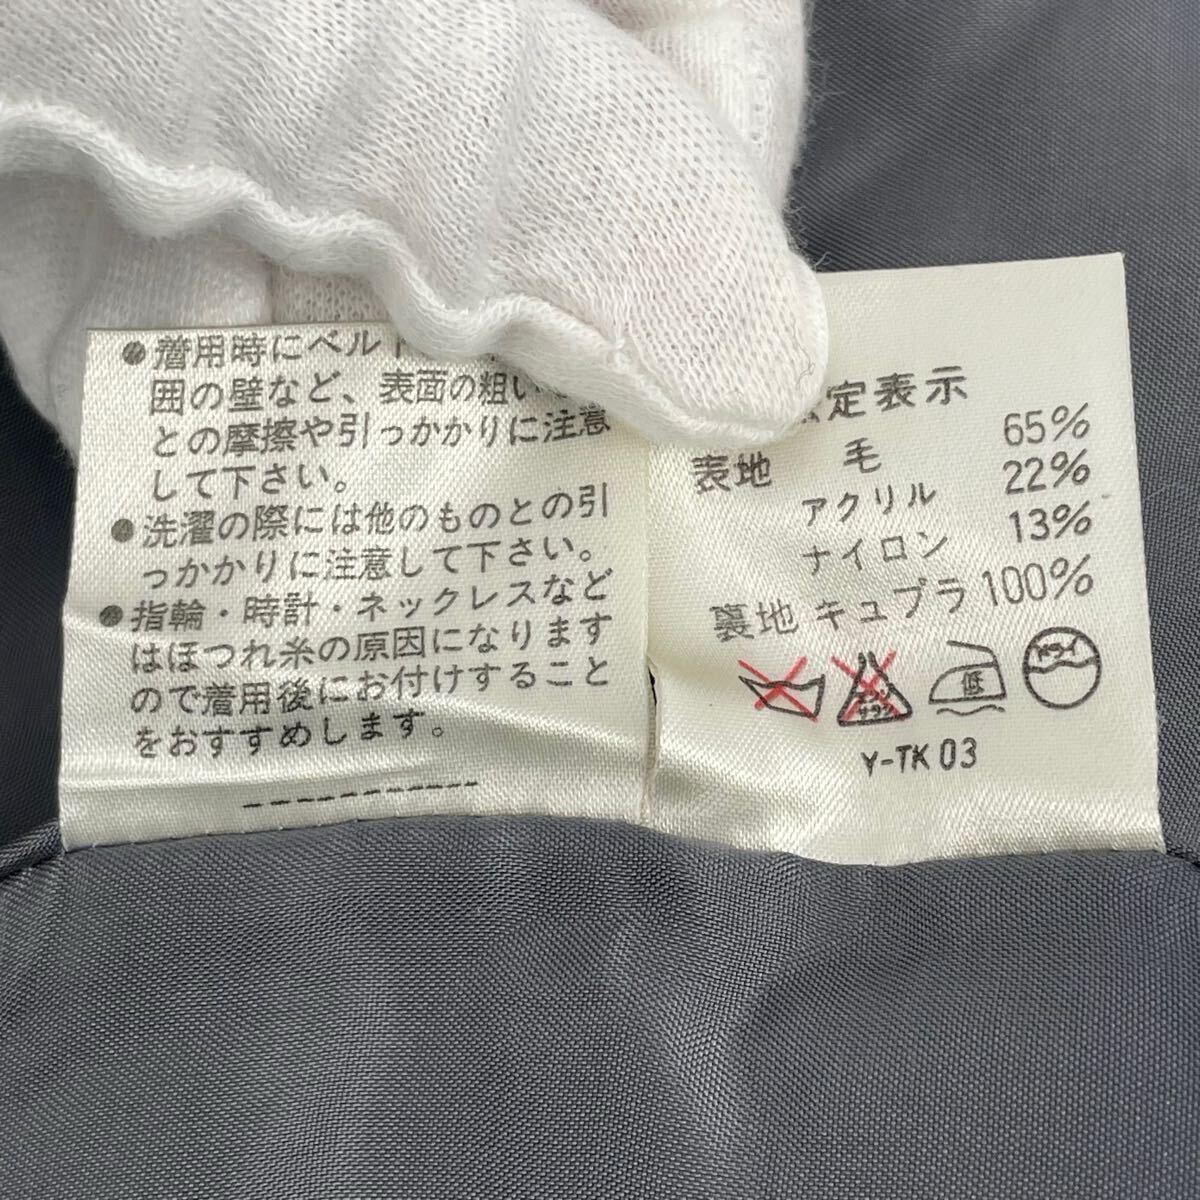 ●着用時にベルト
囲の壁など、表面の粗い
との摩擦や引っかかりに注意
して下さい。
●洗濯の際には他のものとの引
っかかりに注意して下さい。
●指輪・時計・ネックレスなど
はほつれ糸の原因になります
ので着用後にお付けすること
をおすすめします。
定表示
表地 毛 65%
アクリル 22%
ナイロン 13%
裏地 キュプラ 100%
低 ドライ
Y-TK 03